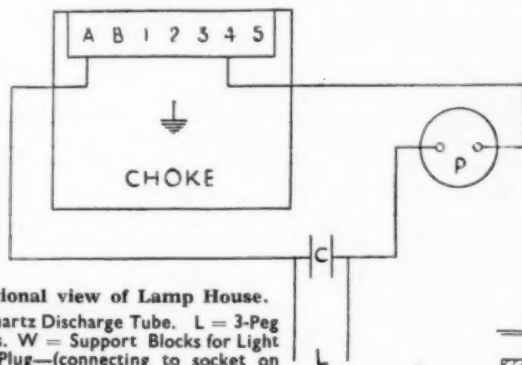 A B 1 2 3 4 5
CHOKE
P
C
tional view of Lamp House.
artz Discharge Tube. L = 3-Peg
s. W = Support Blocks for Light
Plug—(connecting to socket on
L